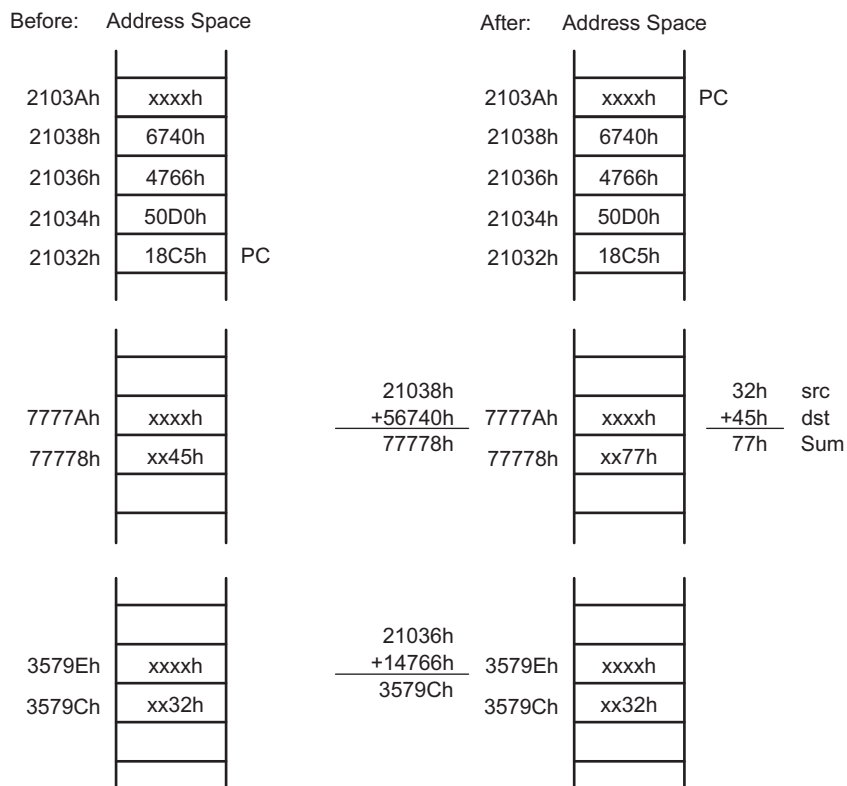 Before: Address Space
After: Address Space
2103Ah xxxxh
2103Ah xxxxh PC
21038h 6740h
21038h 6740h
21036h 4766h
21036h 4766h
21034h 50D0h
21034h 50D0h
21032h 18C5h PC
21032h 18C5h
21038h
32h src
7777Ah xxxxh
+56740h
7777Ah xxxxh
+45h dst
77778h xx45h
77778h
77778h xx77h
77h Sum
21036h
3579Eh xxxxh
+14766h
3579Eh xxxxh
3579Ch xx32h
3579Ch
3579Ch xx32h